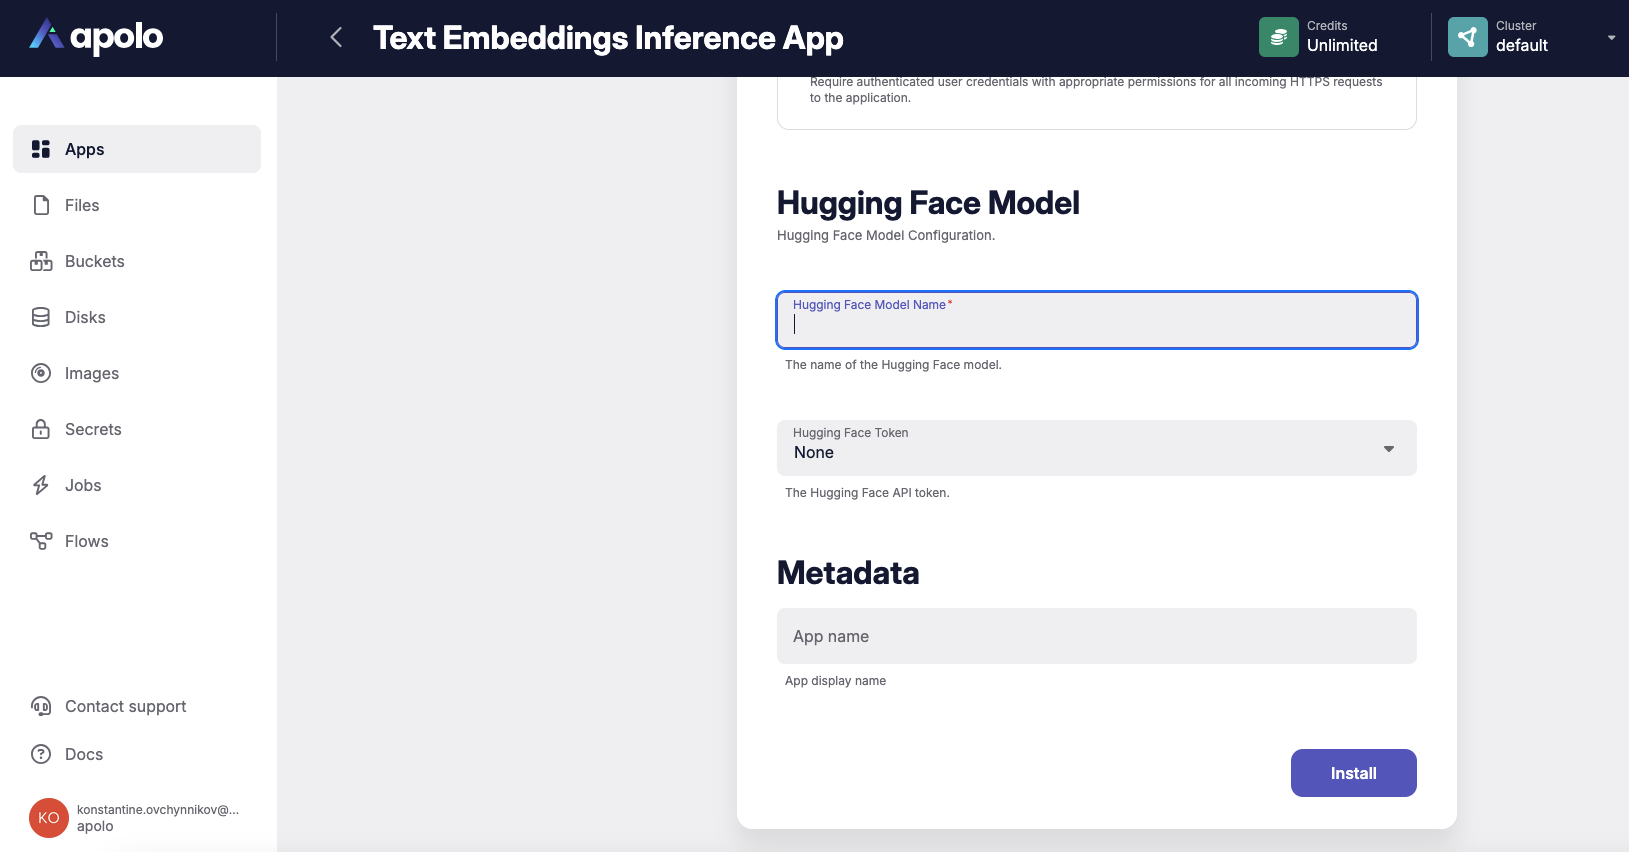 apolo
Text Embeddings Inference App
Credits
Unlimited
Cluster
default
Apps
Files
Buckets
Disks
Images
Secrets
Jobs
Flows
Contact support
Docs
KO
konstantine.ovchynnikov@...
apolo
Require authenticated user credentials with appropriate permissions for all incoming HTTPS requests
to the application.
Hugging Face Model
Hugging Face Model Configuration.
Hugging Face Model Name*
The name of the Hugging Face model.
Hugging Face Token
None
The Hugging Face API token.
Metadata
App name
App display name
Install